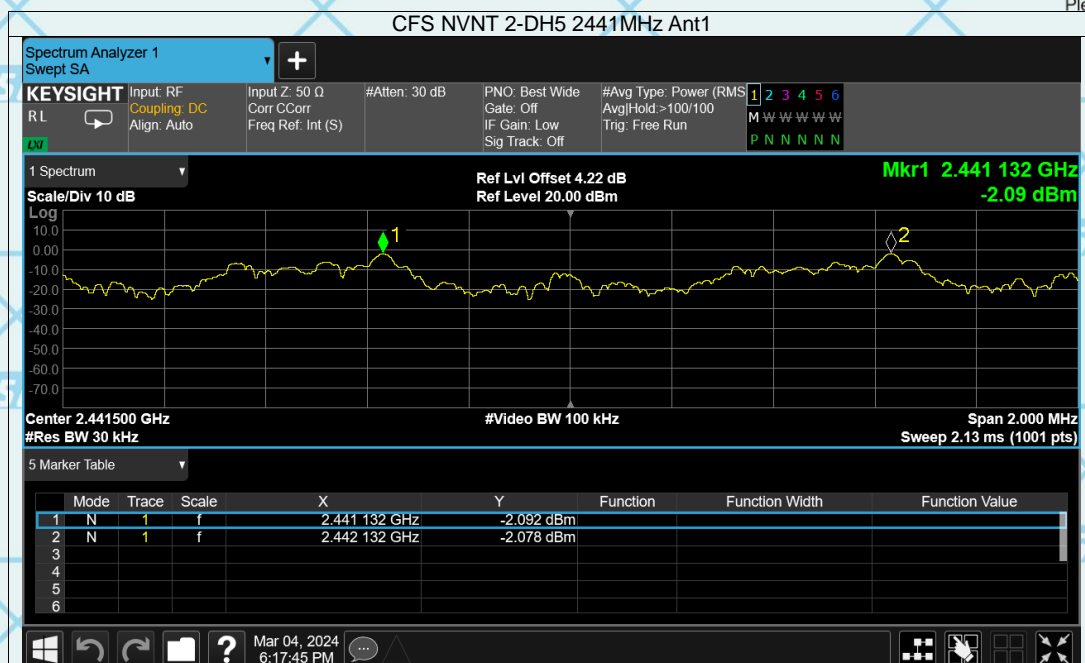 Ple
CFS NVNT 2-DH5 2441MHz Ant1
Spectrum Analyzer 1
Swept SA
+
KEYSIGHT
RL
LXI
Input: RF
Coupling: DC
Align: Auto
Input Z: 50 Ω
Corr CCorr
Freq Ref: Int (S)
#Atten: 30 dB
PNO: Best Wide
Gate: Off
IF Gain: Low
Sig Track: Off
#Avg Type: Power (RMS
Avg|Hold:>100/100
Trig: Free Run
1 2 3 4 5 6
M W W W W W
P N N N N N
1 Spectrum
Scale/Div 10 dB
Ref Lvl Offset 4.22 dB
Ref Level 20.00 dBm
Mkr1 2.441 132 GHz
-2.09 dBm
Log
10.0
0.00
-10.0
-20.0
-30.0
-40.0
-50.0
-60.0
-70.0
1
2
Center 2.441500 GHz
#Video BW 100 kHz
Span 2.000 MHz
#Res BW 30 kHz
Sweep 2.13 ms (1001 pts)
5 Marker Table
Mode Trace Scale X Y Function Function Width Function Value
1 N 1 f 2.441 132 GHz -2.092 dBm
2 N 1 f 2.442 132 GHz -2.078 dBm
3
4
5
6
?
Mar 04, 2024
6:17:45 PM